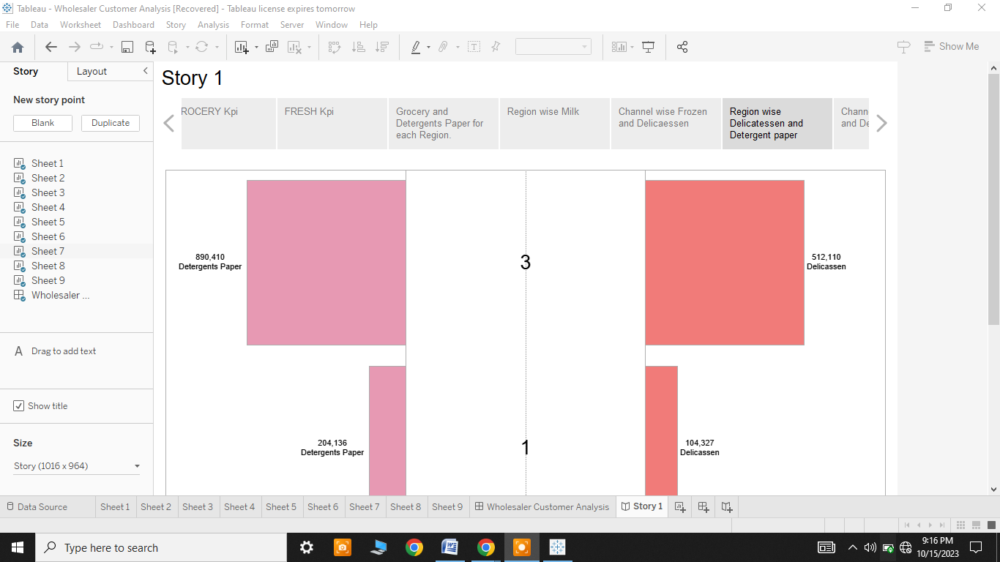 Tableau - Wholesaler Customer Analysis [Recovered] - Tableau license expires tomorrow
File Data Worksheet Dashboard Story Analysis Format Server Window Help
Show Me
Story Layout
New story point
Blank Duplicate
Sheet 1
Sheet 2
Sheet 3
Sheet 4
Sheet 5
Sheet 6
Sheet 7
Sheet 8
Sheet 9
Wholesaler ...
A Drag to add text
Show title
Size
Story (1016 x 964)
Story 1
ROCERY Kpi
FRESH Kpi
Grocery and
Detergents Paper for
each Region.
Region wise Milk
Channel wise Frozen
and Delicaessen
Region wise
Delicatessen and
Detergent paper
Chann
and De
890,410
Detergents Paper
3
512,110
Delicassen
204,136
Detergents Paper
1
104,327
Delicassen
Data Source Sheet 1 Sheet 2 Sheet 3 Sheet 4 Sheet 5 Sheet 6 Sheet 7 Sheet 8 Sheet 9 Wholesaler Customer Analysis Story 1
Type here to search
9:16 PM
10/15/2023